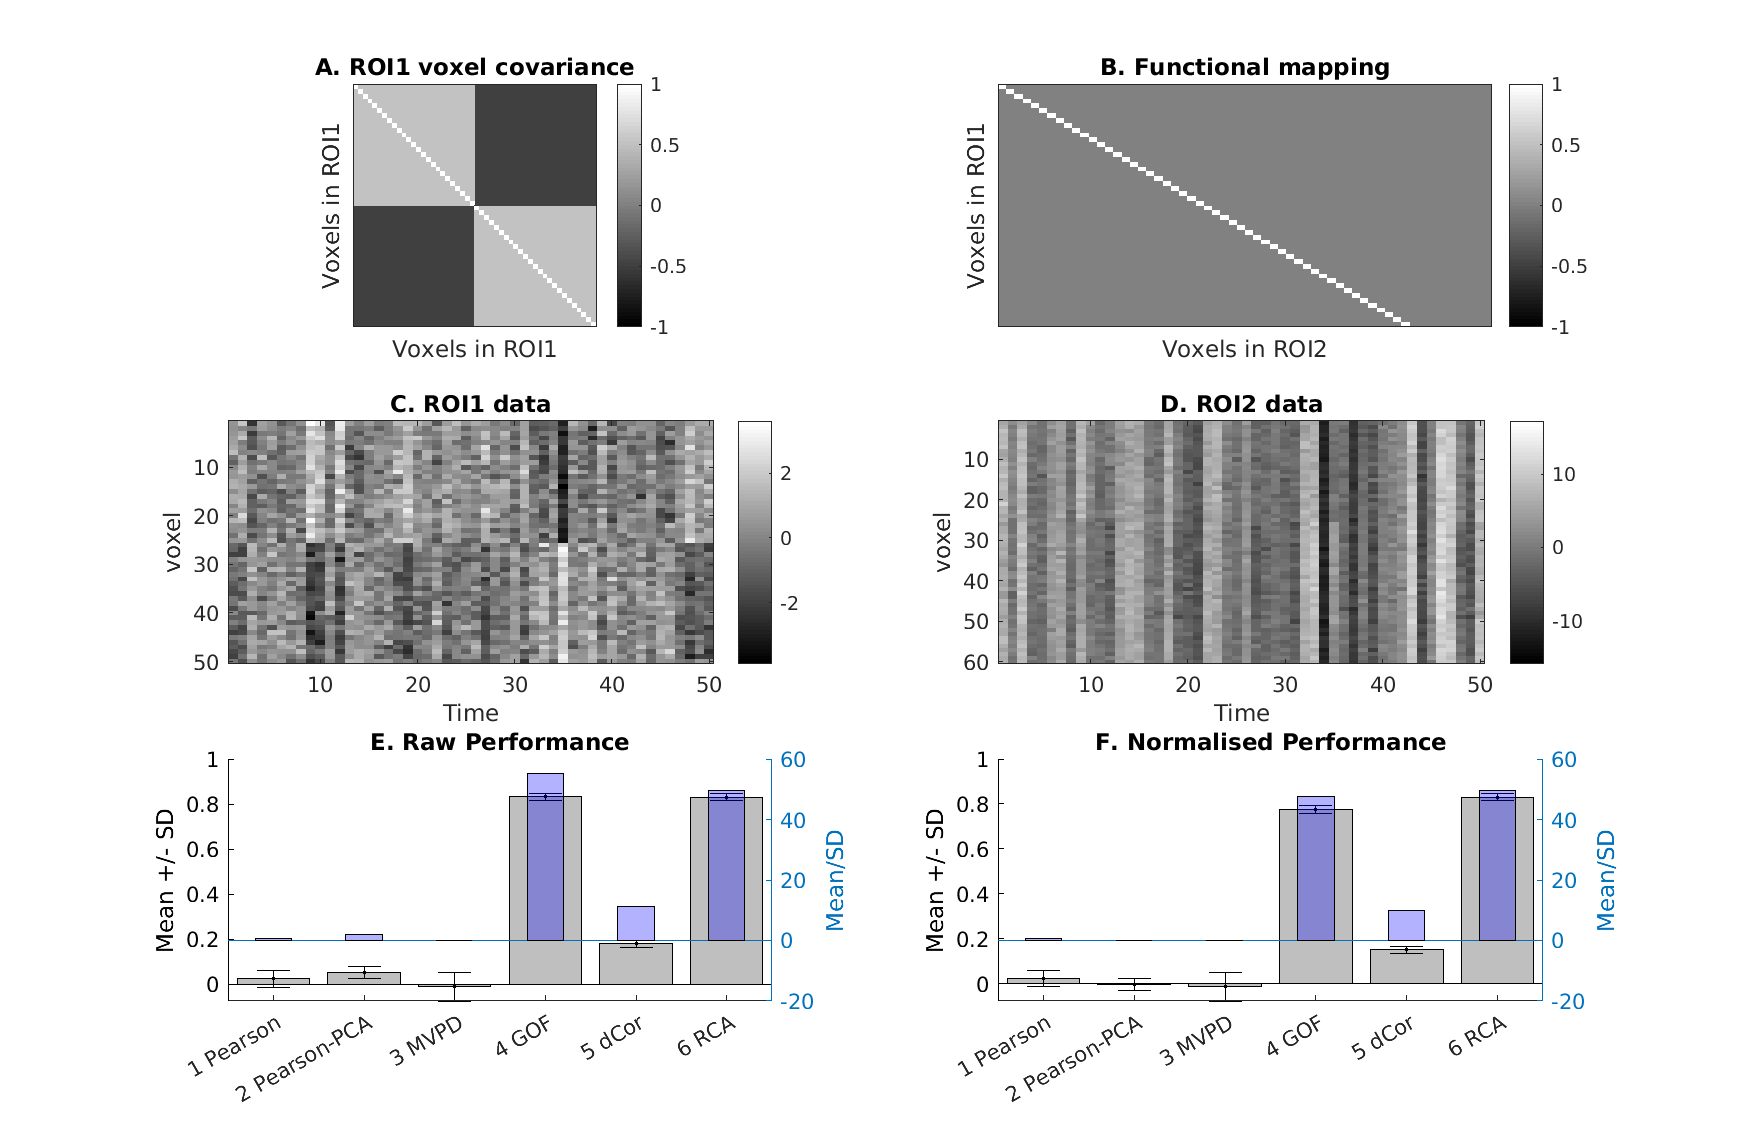 A. ROI1 voxel covariance
Voxels in ROI1
Voxels in ROI1
1
0.5
0
-0.5
-1
B. Functional mapping
Voxels in ROI1
Voxels in ROI2
1
0.5
0
-0.5
-1
C. ROI1 data
voxel
10
20
30
40
50
10 20 30 40 50
Time
2
0
-2
D. ROI2 data
voxel
10
20
30
40
50
60
10 20 30 40 50
Time
10
0
-10
E. Raw Performance
Mean +/- SD
1
0.8
0.6
0.4
0.2
0
60
40
20
0
-20
Mean/SD
1 Pearson
2 Pearson-PCA
3 MVPD
4 GOF
5 dCor
6 RCA
F. Normalised Performance
Mean +/- SD
1
0.8
0.6
0.4
0.2
0
60
40
20
0
-20
Mean/SD
1 Pearson
2 Pearson-PCA
3 MVPD
4 GOF
5 dCor
6 RCA